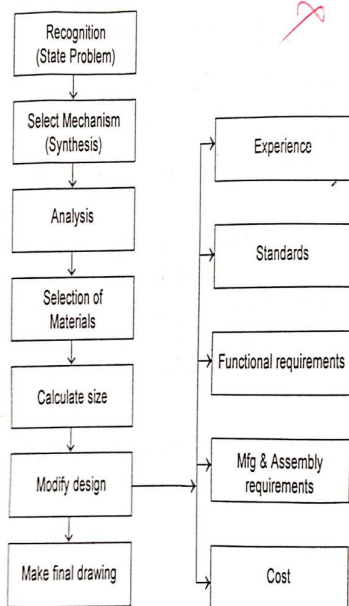 Recognition
(State Problem)
Select Mechanism
(Synthesis)
Analysis
Selection of
Materials
Calculate size
Modify design
Make final drawing
Experience
Standards
Functional requirements
Mfg & Assembly
requirements
Cost